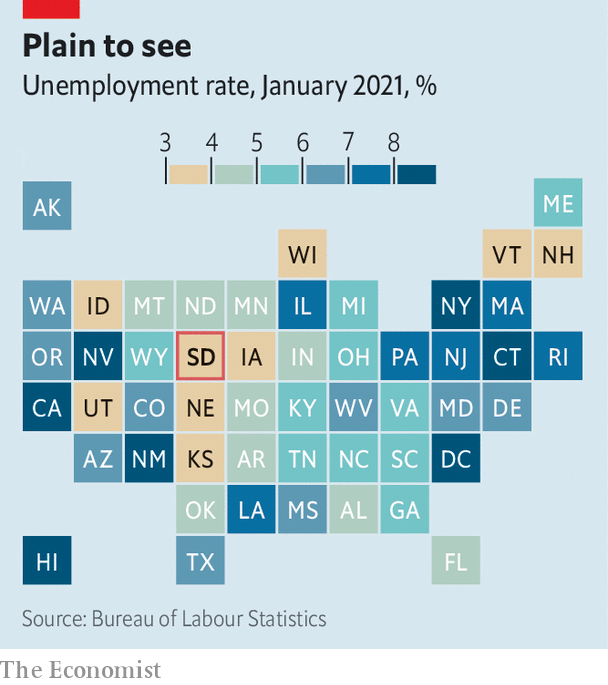 Plain to see
Unemployment rate, January 2021, %
3 4 5 6 7 8
AK ME
WI VT NH
WA ID MT ND MN IL MI NY MA
OR NV WY SD IA IN OH PA NJ CT RI
CA UT CO NE MO KY WV VA MD DE
AZ NM KS AR TN NC SC DC
OK LA MS AL GA
HI TX FL
Source: Bureau of Labour Statistics
The Economist